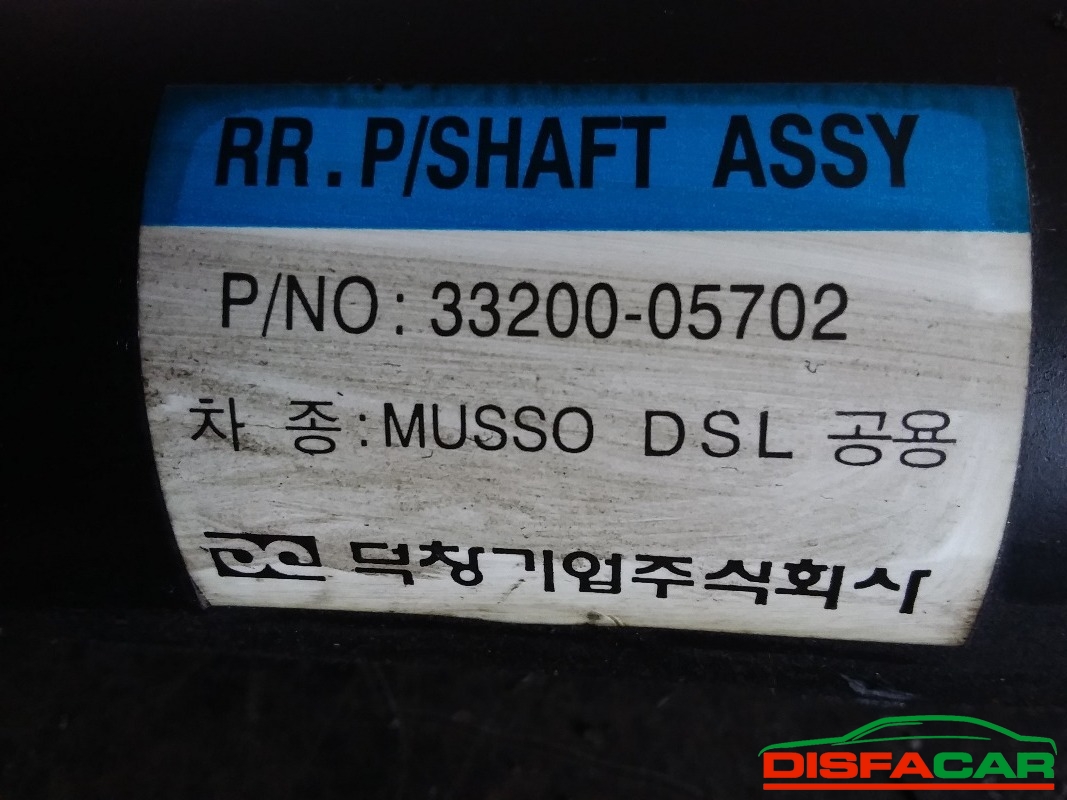 RR. P/SHAFT ASSY
P/NO: 33200-05702
차 종: MUSSO DSL 공용
덕창기업주식회사
DISFACAR